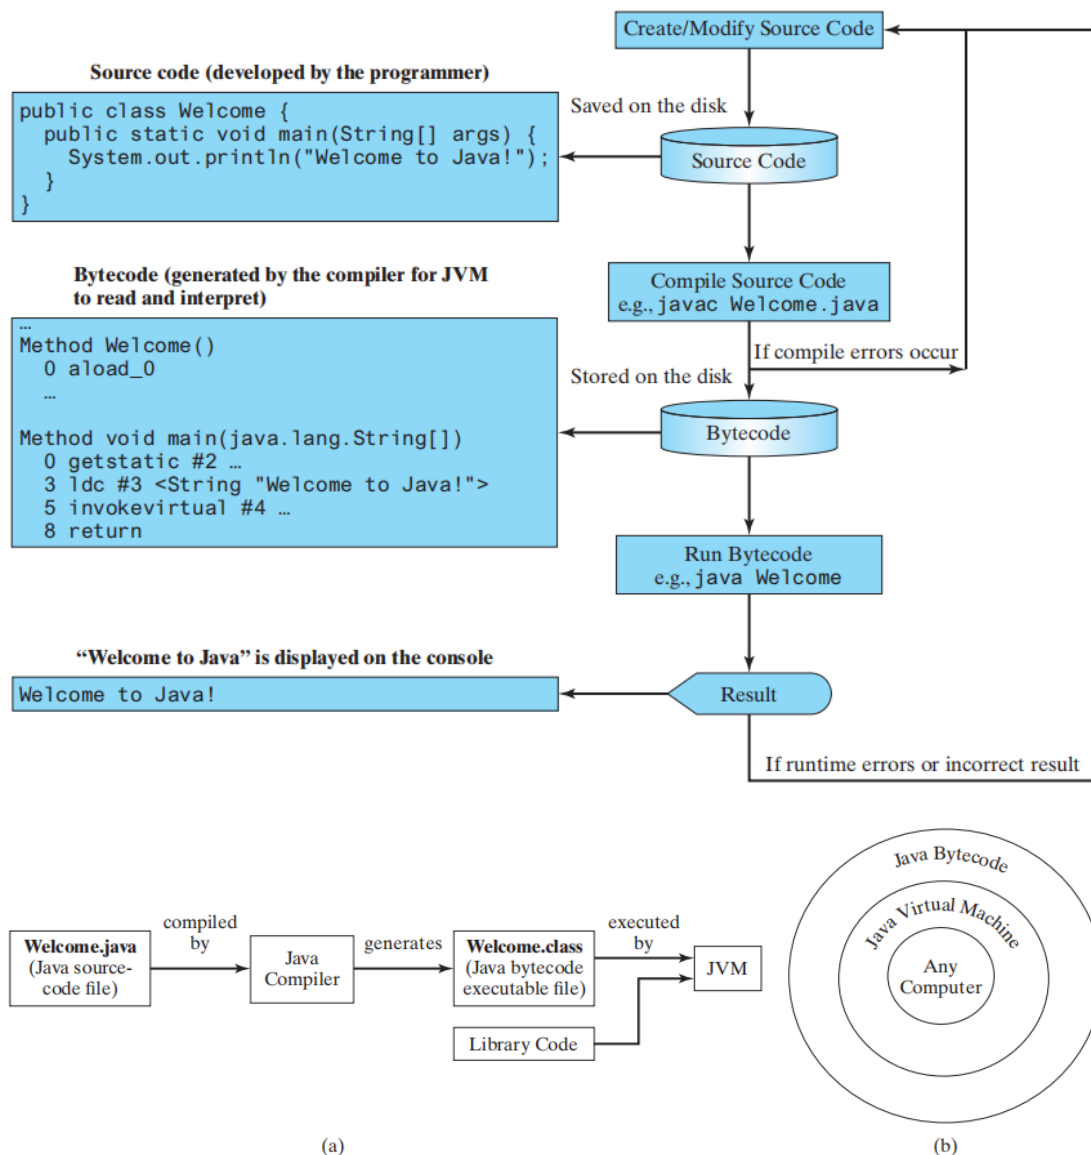 Create/Modify Source Code
Source code (developed by the programmer)
public class Welcome {
  public static void main(String[] args) {
    System.out.println("Welcome to Java!");
  }
}
Saved on the disk
Source Code
Bytecode (generated by the compiler for JVM
to read and interpret)
…
Method Welcome()
  0 aload_0
  …
Method void main(java.lang.String[])
  0 getstatic #2 …
  3 ldc #3 <String "Welcome to Java!">
  5 invokevirtual #4 …
  8 return
Compile Source Code
e.g., javac Welcome.java
If compile errors occur
Stored on the disk
Bytecode
Run Bytecode
e.g., java Welcome
“Welcome to Java” is displayed on the console
Welcome to Java!
Result
If runtime errors or incorrect result
Welcome.java
(Java source-
code file)
compiled
by
Java
Compiler
generates
Welcome.class
(Java bytecode
executable file)
executed
by
JVM
Library Code
(a)
Java Bytecode
Java Virtual Machine
Any
Computer
(b)